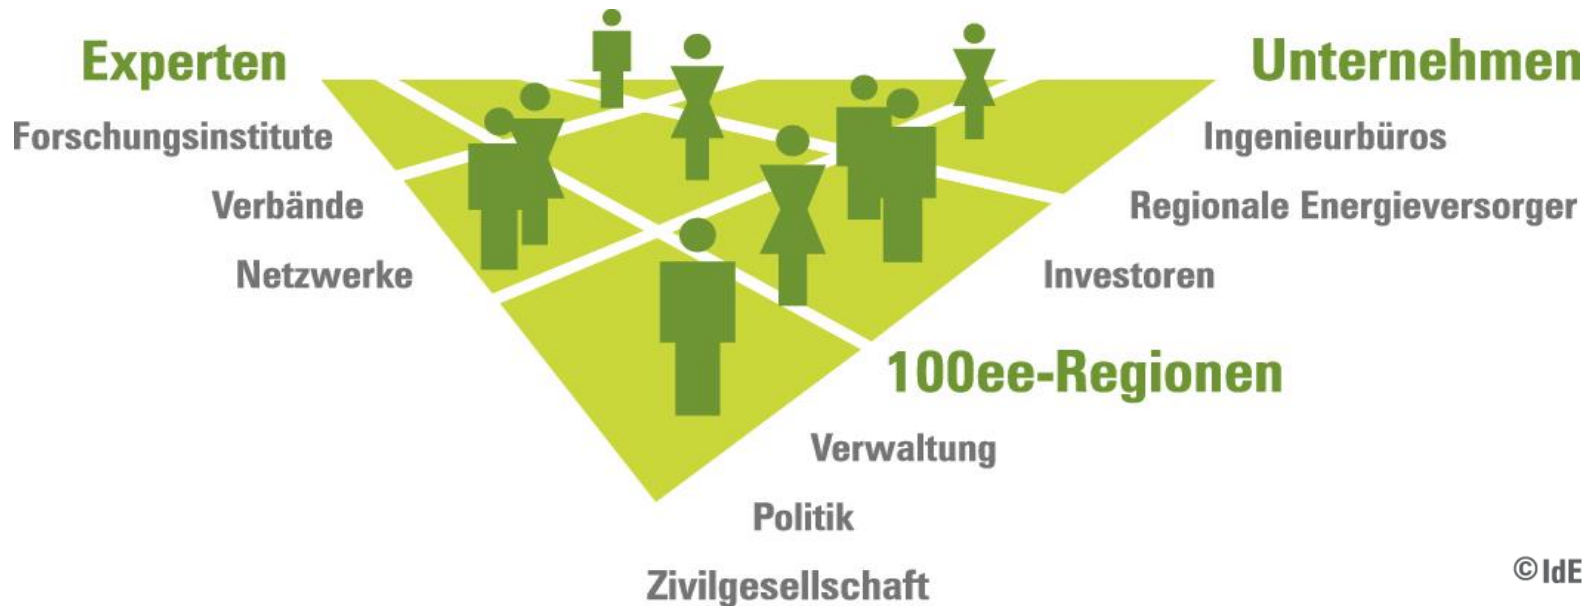 Experten
Forschungsinstitute
Verbände
Netzwerke
Unternehmen
Ingenieurbüros
Regionale Energieversorger
Investoren
100ee-Regionen
Verwaltung
Politik
Zivilgesellschaft
© IdE